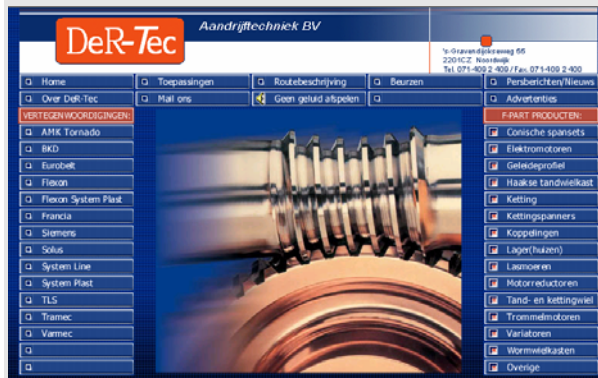 DeR-Tec
Aandrijftechniek BV
's-Gravendijkseweg 55
2201CZ Noordwijk
Tel. 071-409 2 409 / Fax. 071-409 2 400
Home
Toepassingen
Routebeschrijving
Beurzen
Persberichten/Nieuws
Over DeR-Tec
Mail ons
Geen geluid afspelen
Advertenties
VERTEGENWOORDIGINGEN:
AMK Tornado
BKD
Eurobelt
Flexon
Flexon System Plast
Francia
Siemens
Solus
System Line
System Plast
TLS
Tramec
Varmec
F-PART PRODUCTEN:
Conische spansets
Elektromotoren
Geleideprofiel
Haakse tandwielkast
Ketting
Kettingspanners
Koppelingen
Lager(huizen)
Lasmoeren
Motorreductoren
Tand- en kettingwiel
Trommelmotoren
Variatoren
Wormwielkasten
Overige